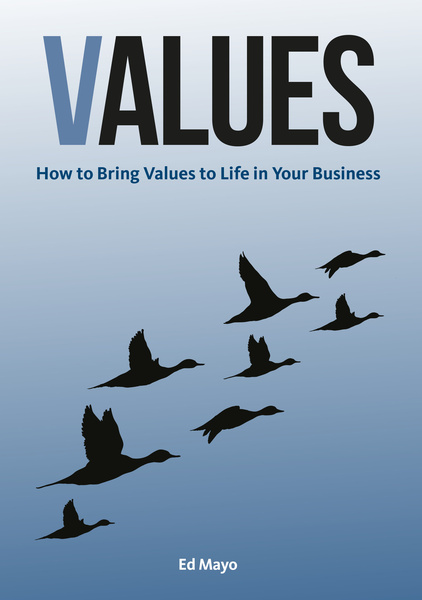 VALUES
How to Bring Values to Life in Your Business
Ed Mayo